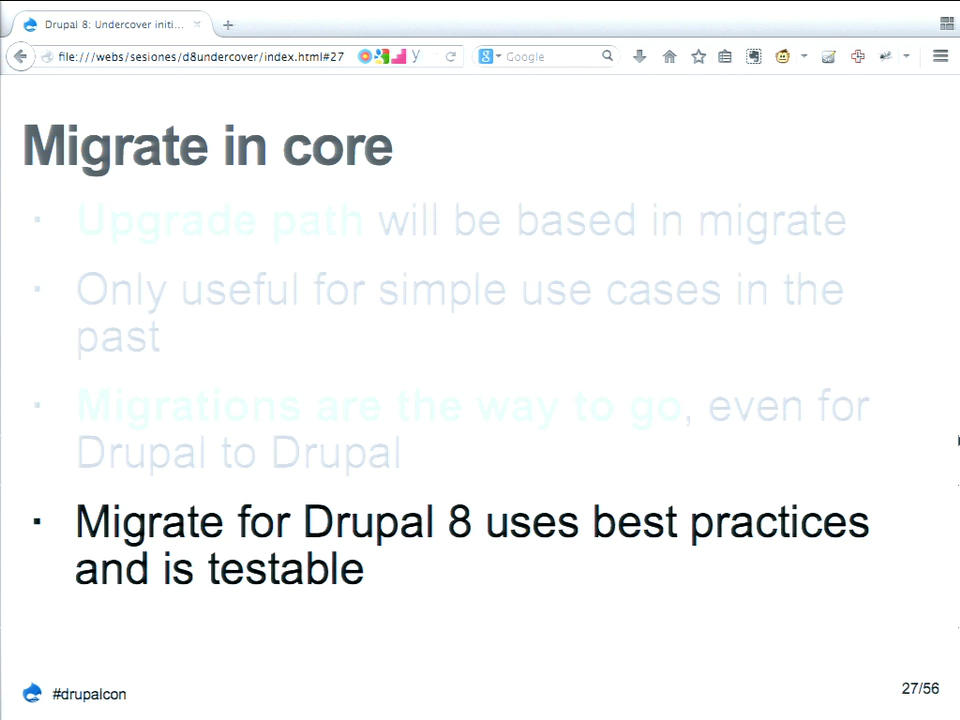 Drupal 8: Undercover initi...
file:///webs/sesiones/d8undercover/index.html#27
Google
Migrate in core
· Upgrade path will be based in migrate
· Only useful for simple use cases in the
past
· Migrations are the way to go, even for
Drupal to Drupal
· Migrate for Drupal 8 uses best practices
and is testable
#drupalcon
27/56